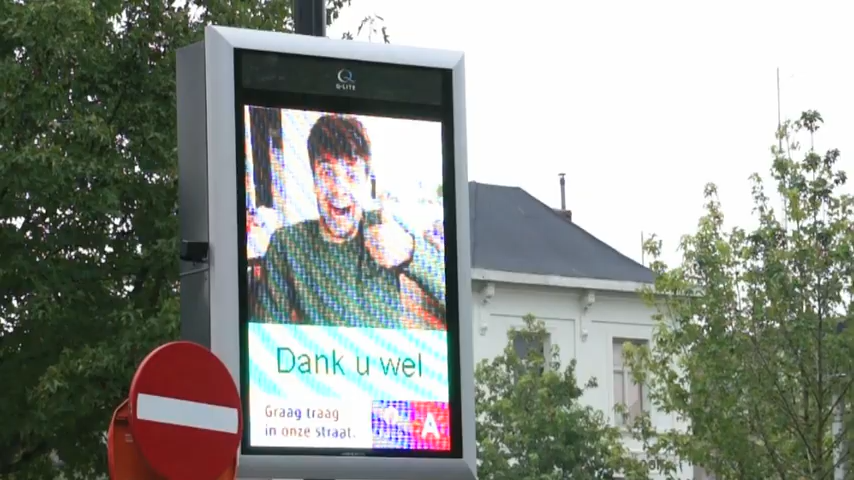 Q-LITE
Dank u wel
Graag traag
in onze straat.
A